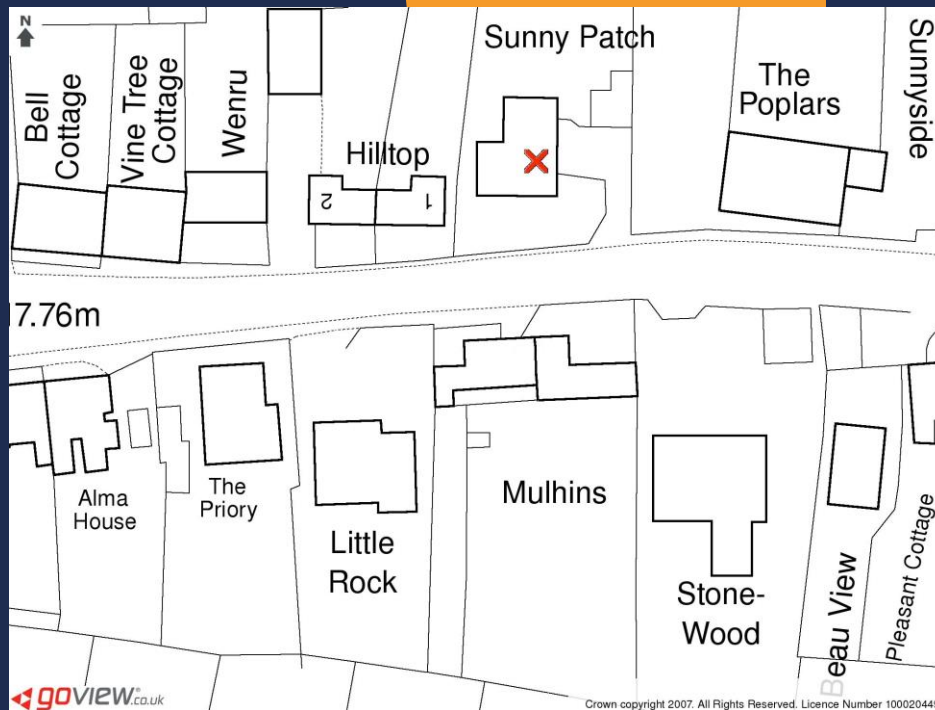 N
Sunny Patch
Sunnyside
The
Poplars
Bell
Cottage
Vine Tree
Cottage
Wenru
Hilltop
2
1
17.76m
Alma
House
The
Priory
Little
Rock
Mulhins
Stone-
Wood
Beau View
Pleasant Cottage
goview.co.uk
Crown copyright 2007. All Rights Reserved. Licence Number 100020449